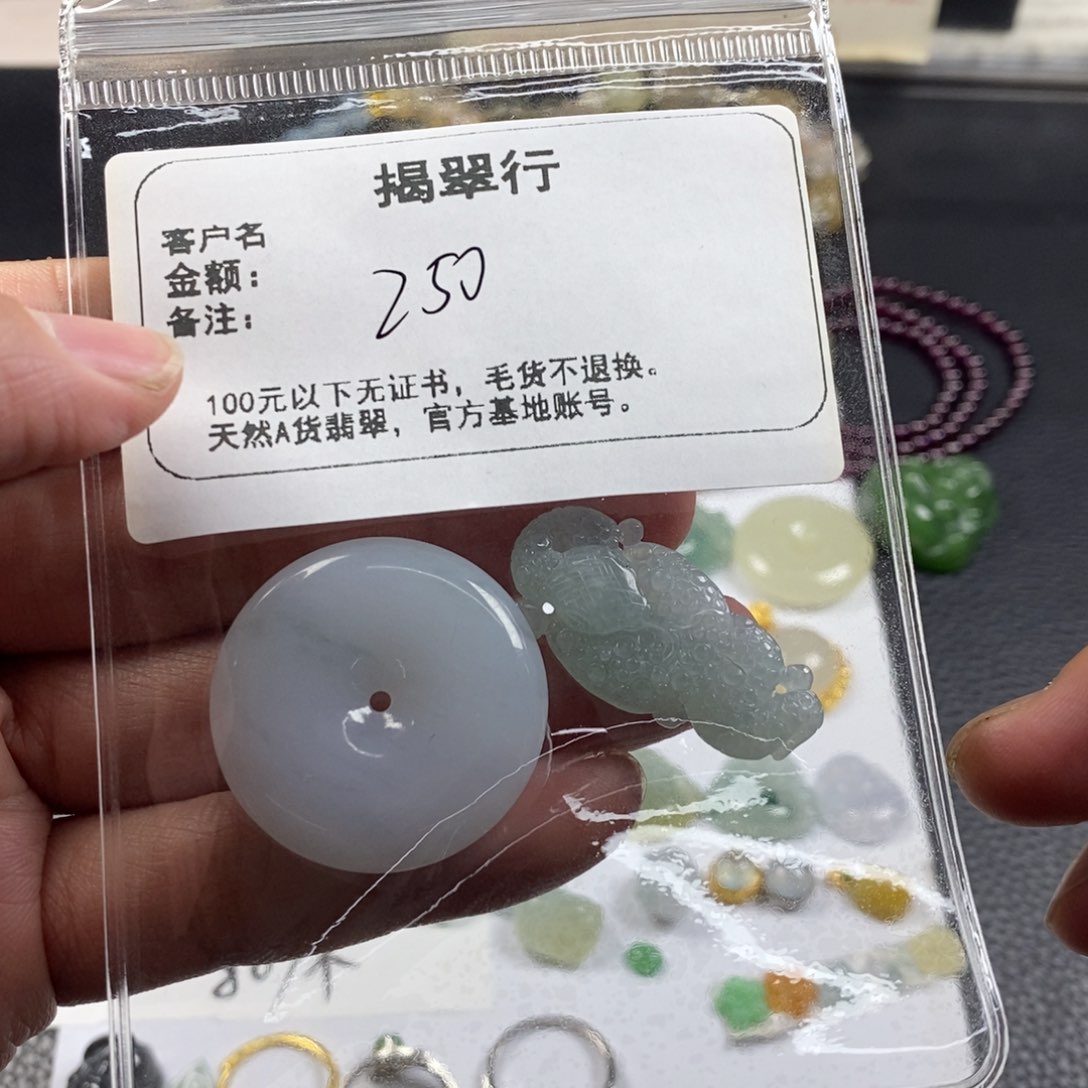 揭翠行
客户名
金额：
250
备注：
100元以下无证书，毛货不退换。
天然A货翡翠，官方基地账号。